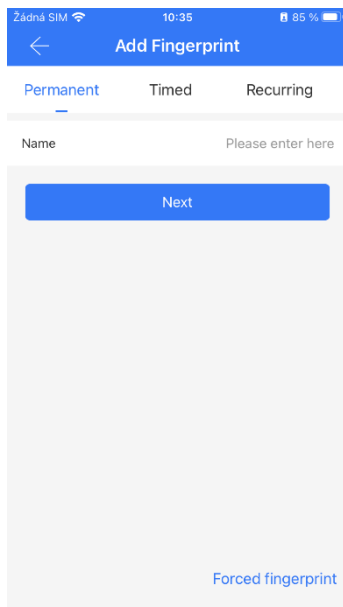 Žádná SIM 10:35 85 %
Add Fingerprint
Permanent Timed Recurring
Name Please enter here
Next
Forced fingerprint